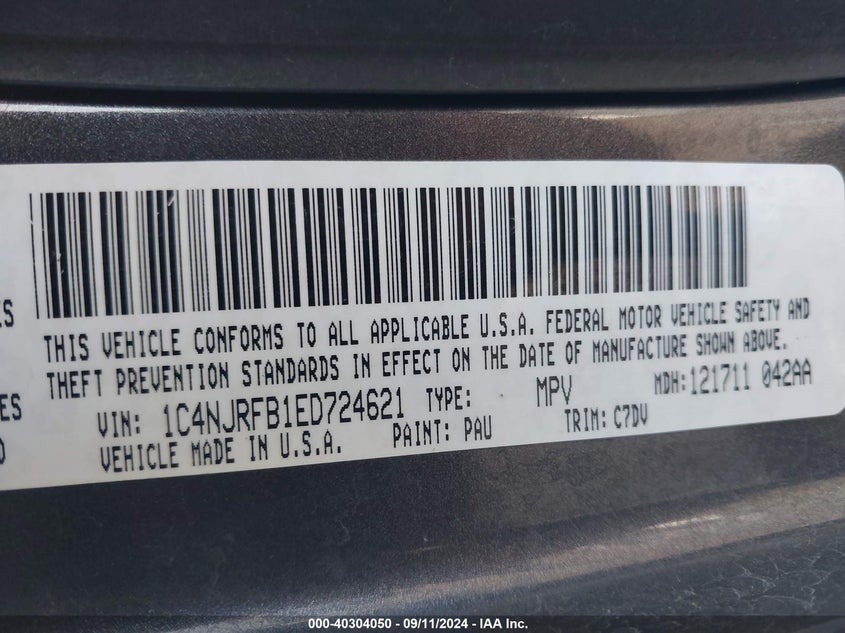 THIS VEHICLE CONFORMS TO ALL APPLICABLE U.S.A. FEDERAL MOTOR VEHICLE SAFETY AND
THEFT PREVENTION STANDARDS IN EFFECT ON THE DATE OF MANUFACTURE SHOWN ABOVE.
VIN: 1C4NJRFB1ED724621 TYPE: MPV MDH:121711 042AA
VEHICLE MADE IN U.S.A. PAINT: PAU TRIM: C7DV
000-40304050 - 09/11/2024 - IAA Inc.